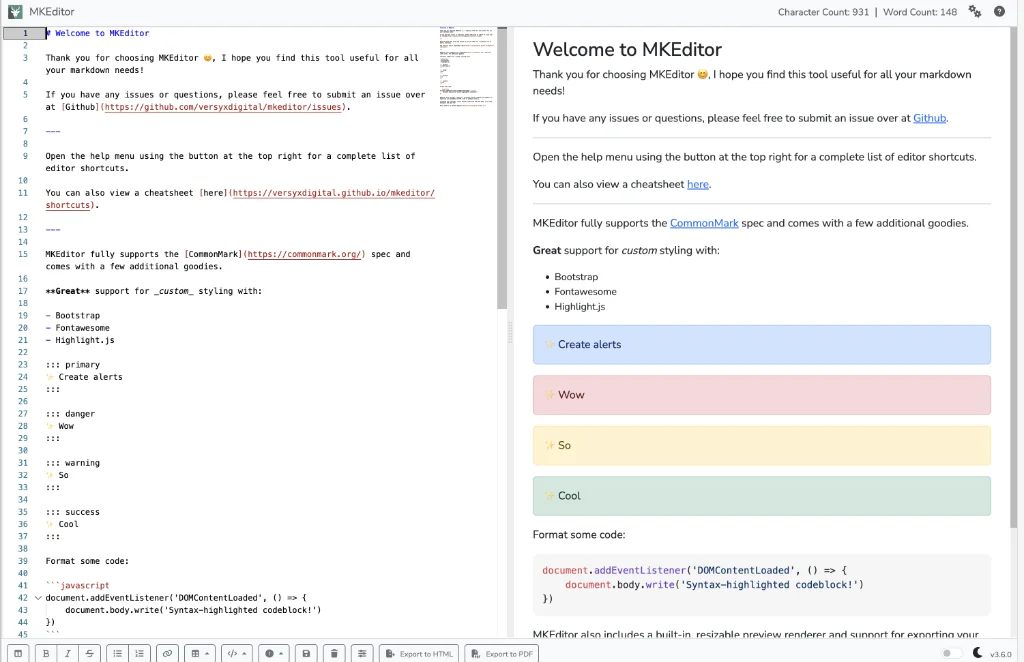 MKEditor
Character Count: 931 | Word Count: 148
1 # Welcome to MKEditor
2
3 Thank you for choosing MKEditor 😄, I hope you find this tool useful for all
your markdown needs!
4
5 If you have any issues or questions, please feel free to submit an issue over
at [Github](https://github.com/versyxdigital/mkeditor/issues).
6
7 ---
8
9 Open the help menu using the button at the top right for a complete list of
editor shortcuts.
10
11 You can also view a cheatsheet [here](https://versyxdigital.github.io/mkeditor/
shortcuts).
12
13 ---
14
15 MKEditor fully supports the [CommonMark](https://commonmark.org/) spec and
comes with a few additional goodies.
16
17 **Great** support for _custom_ styling with:
18
19 - Bootstrap
20 - Fontawesome
21 - Highlight.js
22
23 ::: primary
24 ✨ Create alerts
25 :::
26
27 ::: danger
28 ✨ Wow
29 :::
30
31 ::: warning
32 ✨ So
33 :::
34
35 ::: success
36 ✨ Cool
37 :::
38
39 Format some code:
40
41 ```javascript
42 document.addEventListener('DOMContentLoaded', () => {
43 document.body.write('Syntax-highlighted codeblock!')
44 })
45 ```
Welcome to MKEditor
Thank you for choosing MKEditor 😄, I hope you find this tool useful for all your markdown
needs!
If you have any issues or questions, please feel free to submit an issue over at Github.
Open the help menu using the button at the top right for a complete list of editor shortcuts.
You can also view a cheatsheet here.
MKEditor fully supports the CommonMark spec and comes with a few additional goodies.
Great support for custom styling with:
• Bootstrap
• Fontawesome
• Highlight.js
✨ Create alerts
✨ Wow
✨ So
✨ Cool
Format some code:
document.addEventListener('DOMContentLoaded', () => {
document.body.write('Syntax-highlighted codeblock!')
})
MKEditor also includes a built-in, resizable preview renderer and support for exporting your
B I S
Export to HTML
Export to PDF
v3.6.0